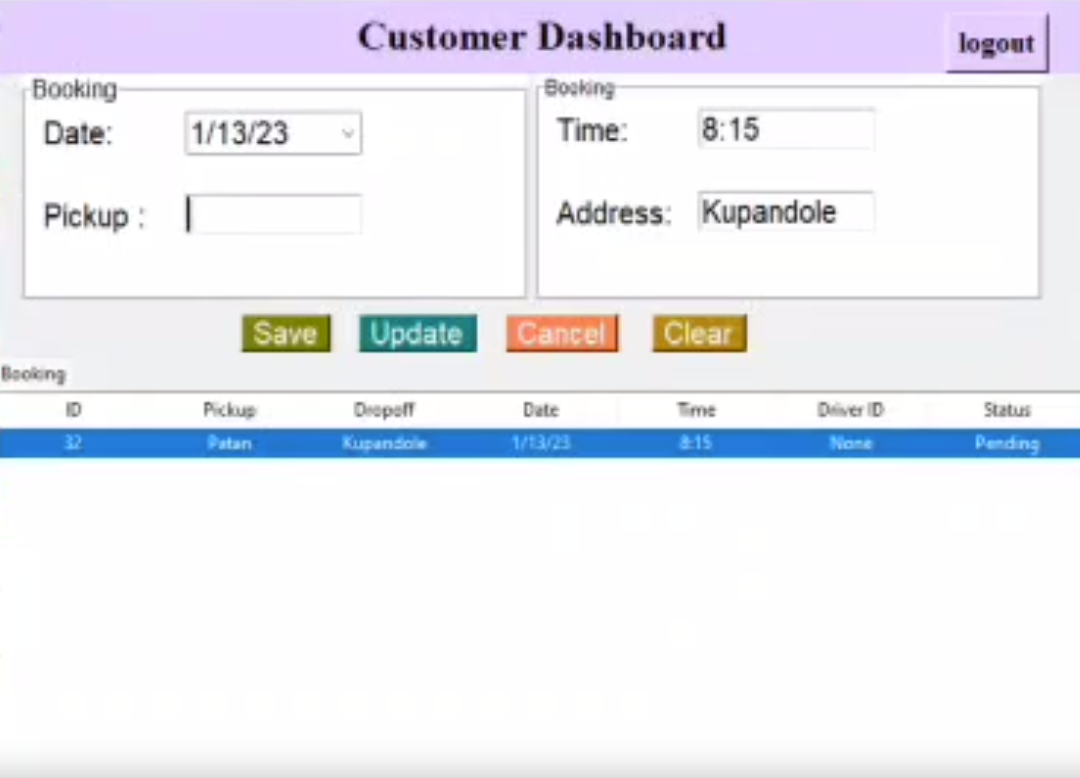 Customer Dashboard
logout
Booking
Date: 1/13/23
Pickup :
Booking
Time: 8:15
Address: Kupandole
Save Update Cancel Clear
Booking
ID Pickup Dropoff Date Time Driver ID Status
32 Patan Kupandole 1/13/23 8:15 None Pending